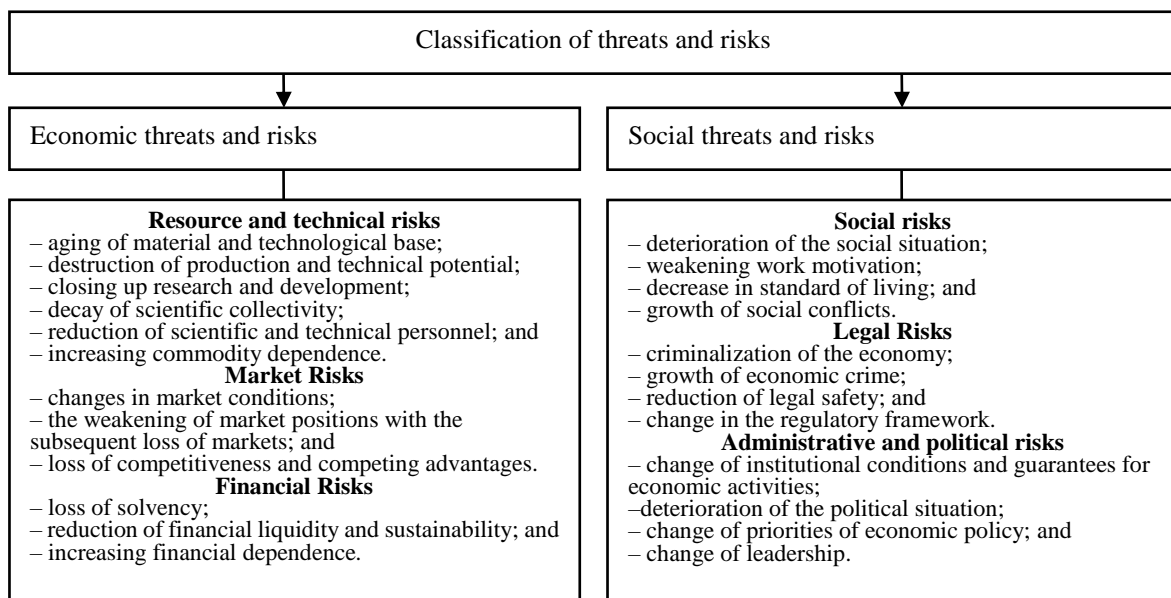 Classification of threats and risks
Economic threats and risks
Resource and technical risks
– aging of material and technological base;
– destruction of production and technical potential;
– closing up research and development;
– decay of scientific collectivity;
– reduction of scientific and technical personnel; and
– increasing commodity dependence.
Market Risks
– changes in market conditions;
– the weakening of market positions with the
subsequent loss of markets; and
– loss of competitiveness and competing advantages.
Financial Risks
– loss of solvency;
– reduction of financial liquidity and sustainability; and
– increasing financial dependence.
Social threats and risks
Social risks
– deterioration of the social situation;
– weakening work motivation;
– decrease in standard of living; and
– growth of social conflicts.
Legal Risks
– criminalization of the economy;
– growth of economic crime;
– reduction of legal safety; and
– change in the regulatory framework.
Administrative and political risks
– change of institutional conditions and guarantees for
economic activities;
–deterioration of the political situation;
– change of priorities of economic policy; and
– change of leadership.